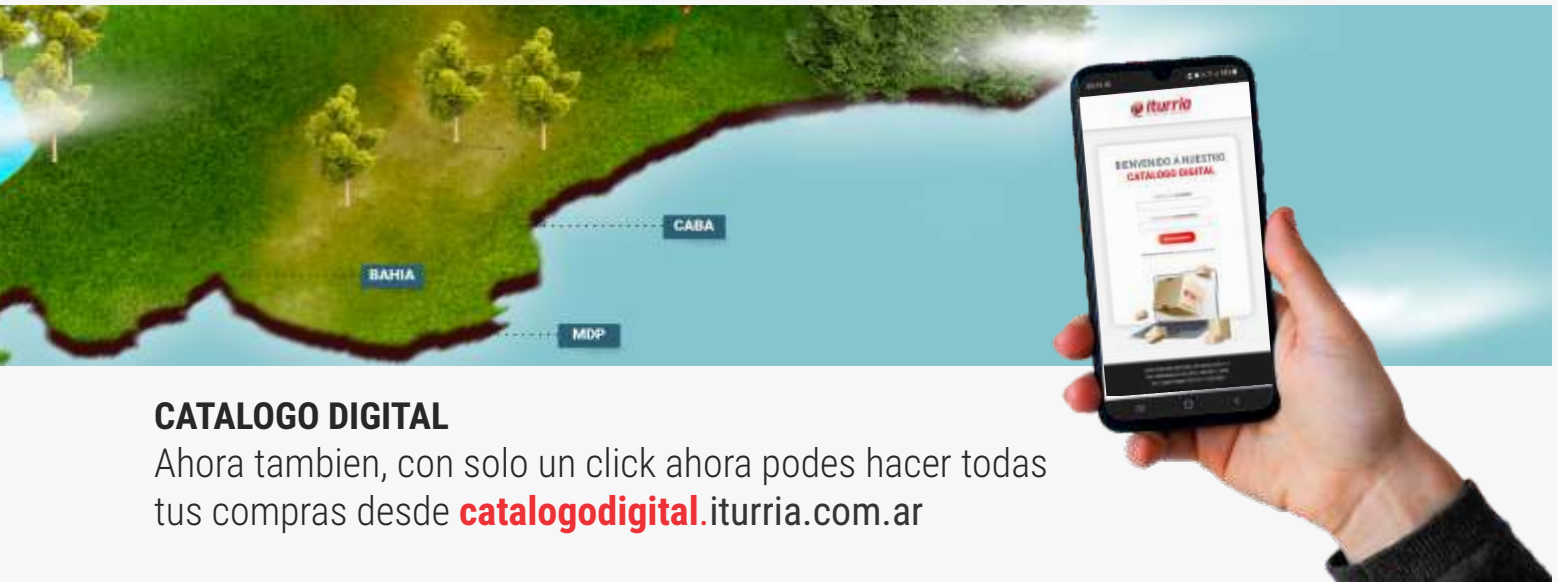 iturria
BIENVENIDO A NUESTRO
CATALOGO DIGITAL
CABA
BAHIA
MDP
CATALOGO DIGITAL
Ahora tambien, con solo un click ahora podes hacer todas
tus compras desde catalogodigital.iturria.com.ar